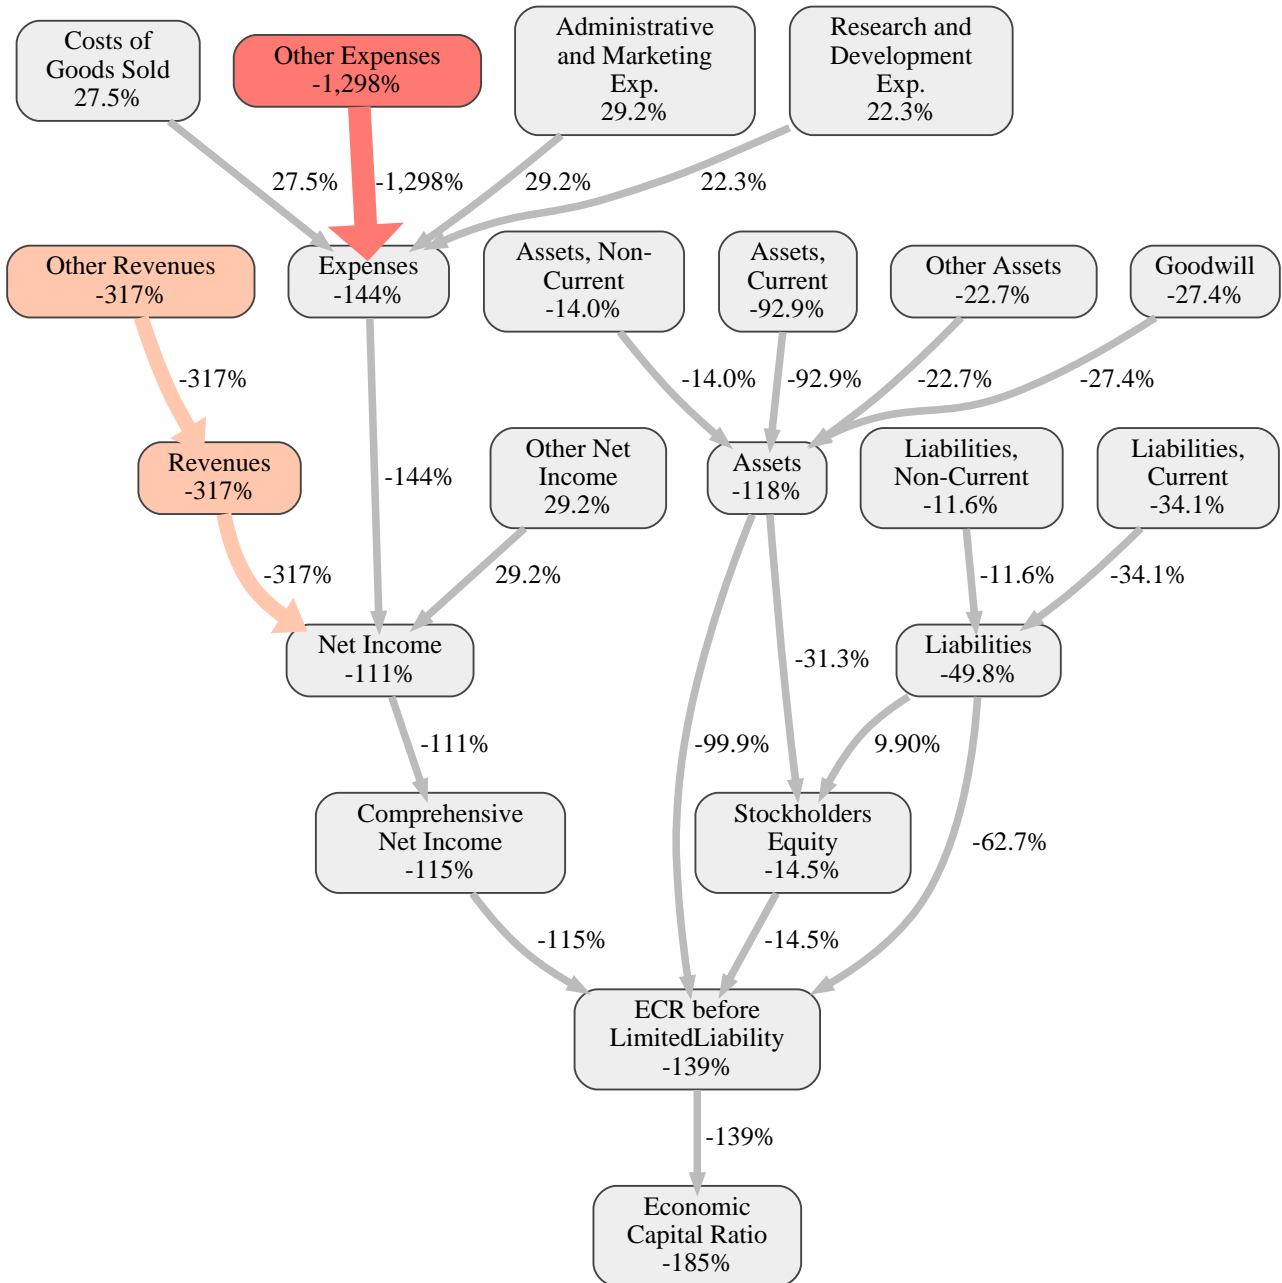 Costs of
Goods Sold
27.5%
Other Expenses
-1,298%
Administrative
and Marketing
Exp.
29.2%
Research and
Development
Exp.
22.3%
27.5%
-1,298%
29.2%
22.3%
Other Revenues
-317%
Expenses
-144%
Assets, Non-
Current
-14.0%
Assets,
Current
-92.9%
Other Assets
-22.7%
Goodwill
-27.4%
-317%
-14.0%
-92.9%
-22.7%
-27.4%
Revenues
-317%
-144%
Other Net
Income
29.2%
Assets
-118%
Liabilities,
Non-Current
-11.6%
Liabilities,
Current
-34.1%
-317%
29.2%
-11.6%
-34.1%
Net Income
-111%
-31.3%
Liabilities
-49.8%
-111%
-99.9%
9.90%
Comprehensive
Net Income
-115%
Stockholders
Equity
-14.5%
-62.7%
-115%
-14.5%
ECR before
LimitedLiability
-139%
-139%
Economic
Capital Ratio
-185%